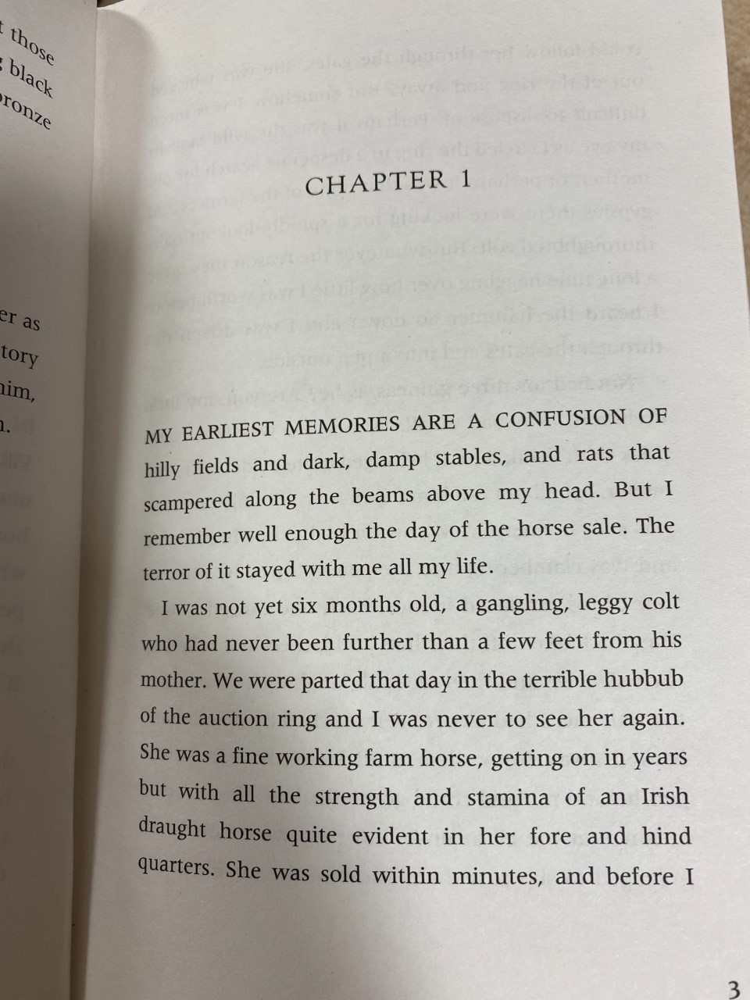 t those
black
bronze
er as
tory
him,
CHAPTER 1
MY EARLIEST MEMORIES ARE A CONFUSION OF
hilly fields and dark, damp stables, and rats that
scampered along the beams above my head. But I
remember well enough the day of the horse sale. The
terror of it stayed with me all my life.
I was not yet six months old, a gangling, leggy colt
who had never been further than a few feet from his
mother. We were parted that day in the terrible hubbub
of the auction ring and I was never to see her again.
She was a fine working farm horse, getting on in years
but with all the strength and stamina of an Irish
draught horse quite evident in her fore and hind
quarters. She was sold within minutes, and before I
3